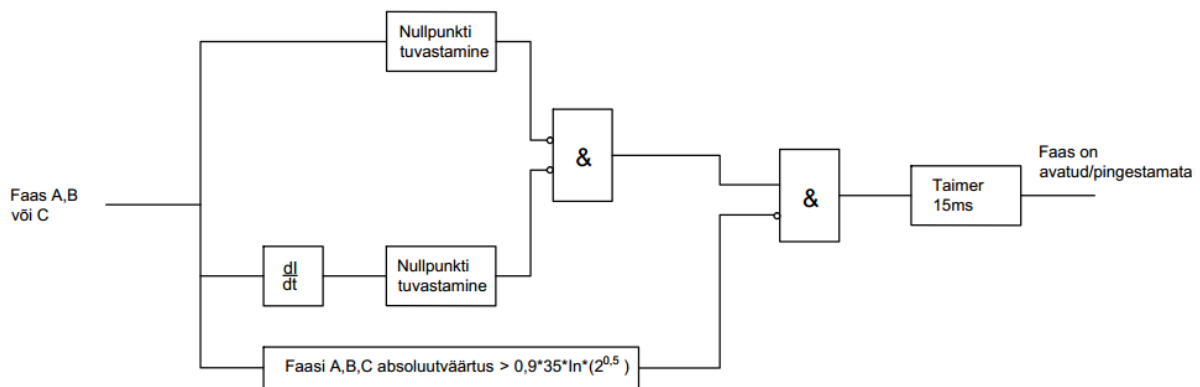 Nullpunkti
tuvastamine
&
Faas on
avatud/pingestamata
Faas A,B
või C
&
Taimer
15ms
dI
dt
Nullpunkti
tuvastamine
Faasi A,B,C absoluutväärtus > 0,9*35*In*(2^0,5 )